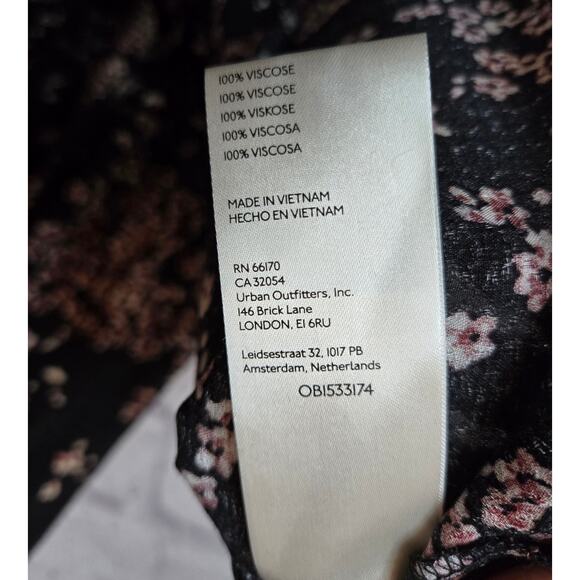 100% VISCOSE
100% VISCOSE
100% VISKOSE
100% VISCOSA
100% VISCOSA
MADE IN VIETNAM
HECHO EN VIETNAM
RN 66170
CA 32054
Urban Outfitters, Inc.
146 Brick Lane
LONDON, E1 6RU
Leidsestraat 32, 1017 PB
Amsterdam, Netherlands
OB1533174